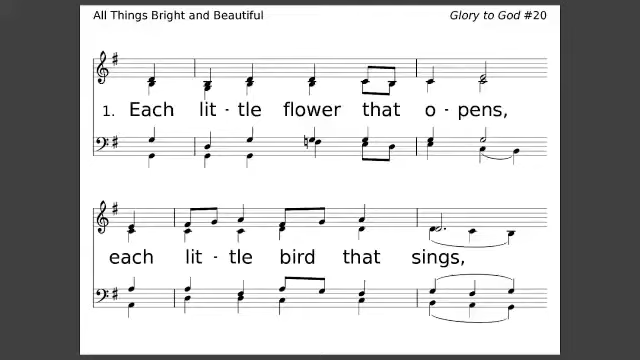 All Things Bright and Beautiful Glory to God #20
1. Each lit - tle flower that o - pens,
each lit - tle bird that sings,